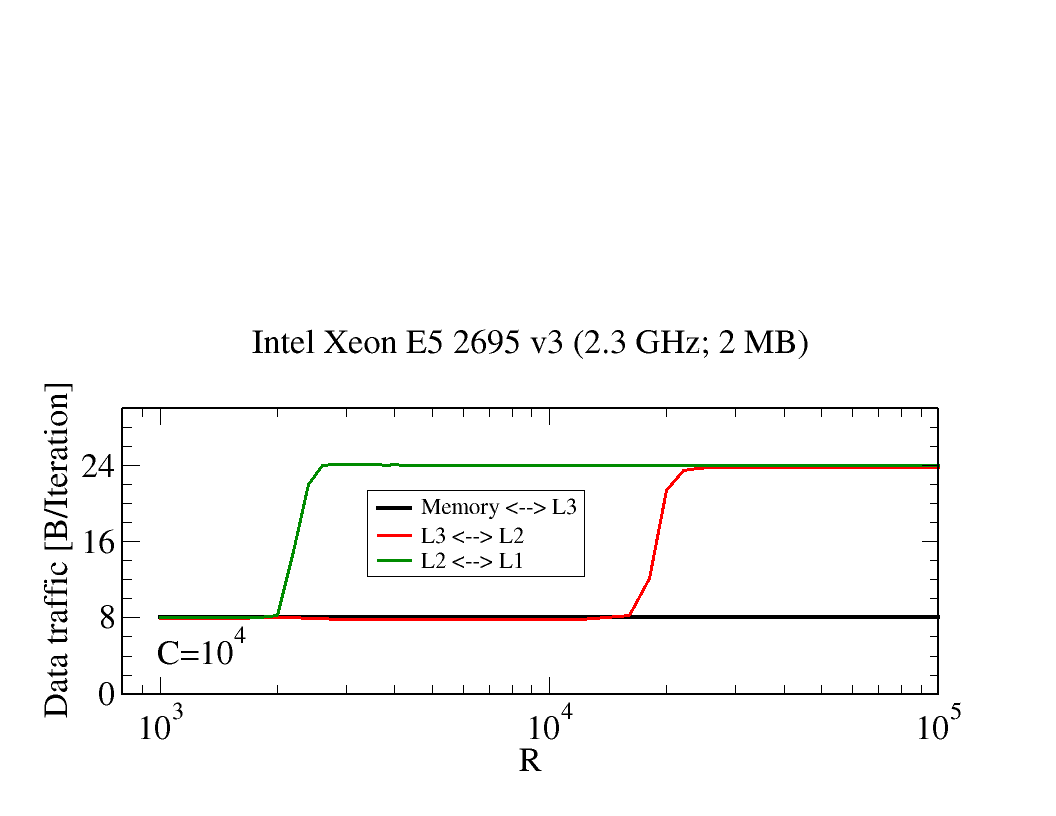 Intel Xeon E5 2695 v3 (2.3 GHz; 2 MB)
Data traffic [B/Iteration]
24
16
8
0
Memory <--> L3
L3 <--> L2
L2 <--> L1
C=10^4
10^3
10^4
10^5
R